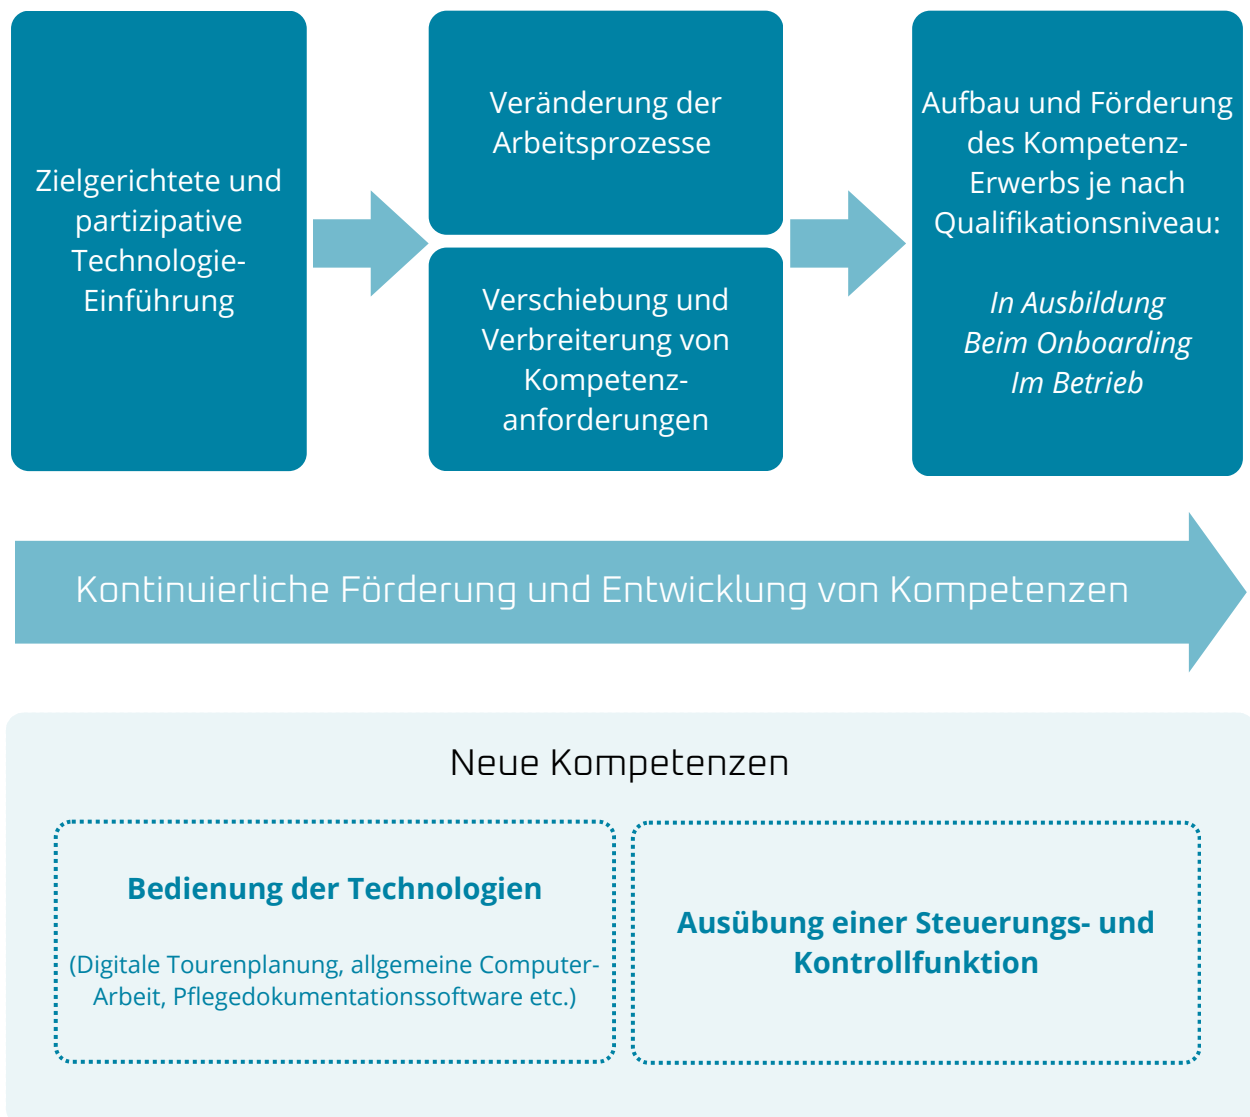 Zielgerichtete und
partizipative
Technologie-
Einführung
Veränderung der
Arbeitsprozesse
Verschiebung und
Verbreiterung von
Kompetenz-
anforderungen
Aufbau und Förderung
des Kompetenz-
Erwerbs je nach
Qualifikationsniveau:
In Ausbildung
Beim Onboarding
Im Betrieb
Kontinuierliche Förderung und Entwicklung von Kompetenzen
Neue Kompetenzen
Bedienung der Technologien
(Digitale Tourenplanung, allgemeine Computer-
Arbeit, Pflegedokumentationssoftware etc.)
Ausübung einer Steuerungs- und
Kontrollfunktion